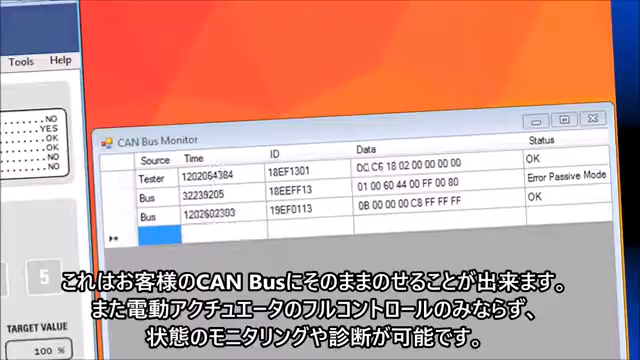 Tools Help
NO
YES
OK
OK
NO
NO
CAN Bus Monitor
Source Time ID Data Status
Tester 1202064384 18EF1301 DC C6 18 02 00 00 00 00 OK
Bus 32239205 18EEFF13 01 00 60 44 00 FF 00 80 Error Passive Mode
Bus 1202602383 19EF0113 0B 00 00 00 C8 FF FF FF OK
5
TARGET VALUE
100 %
これはお客様のCAN Busにそのままのせることが出来ます。
また電動アクチュエータのフルコントロールのみならず、
状態のモニタリングや診断が可能です。